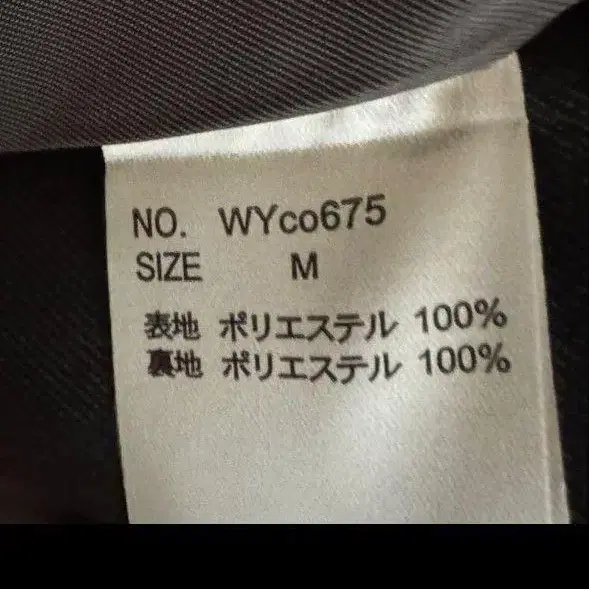 NO. WYco675
SIZE M
表地 ポリエステル 100%
裏地 ポリエステル 100%